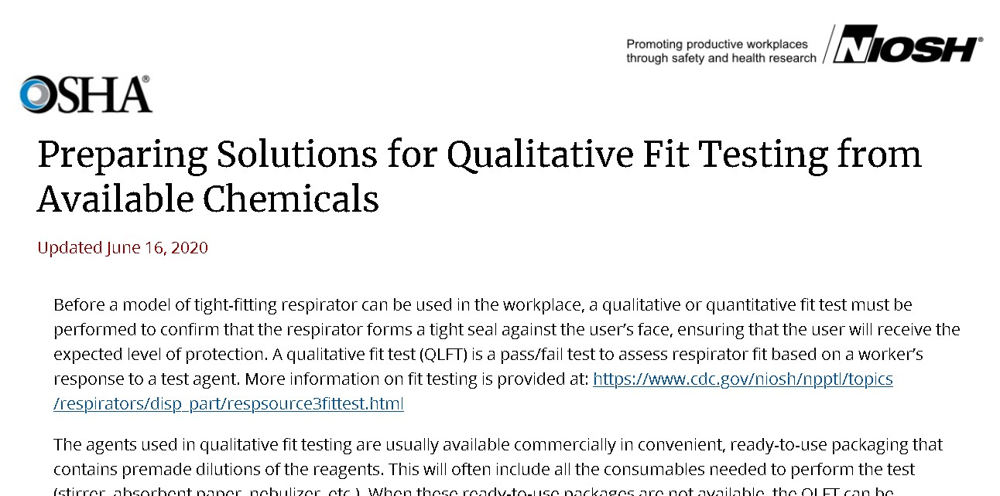 Promoting productive workplaces
through safety and health research
NIOSH®
OSHA®
Preparing Solutions for Qualitative Fit Testing from
Available Chemicals
Updated June 16, 2020
Before a model of tight-fitting respirator can be used in the workplace, a qualitative or quantitative fit test must be
performed to confirm that the respirator forms a tight seal against the user's face, ensuring that the user will receive the
expected level of protection. A qualitative fit test (QLFT) is a pass/fail test to assess respirator fit based on a worker's
response to a test agent. More information on fit testing is provided at: https://www.cdc.gov/niosh/npptl/topics
/respirators/disp_part/respsource3fittest.html
The agents used in qualitative fit testing are usually available commercially in convenient, ready-to-use packaging that
contains premade dilutions of the reagents. This will often include all the consumables needed to perform the test
(stirrer, absorbent paper, nebulizer, etc.). When these ready-to-use packages are not available, the QLFT can be